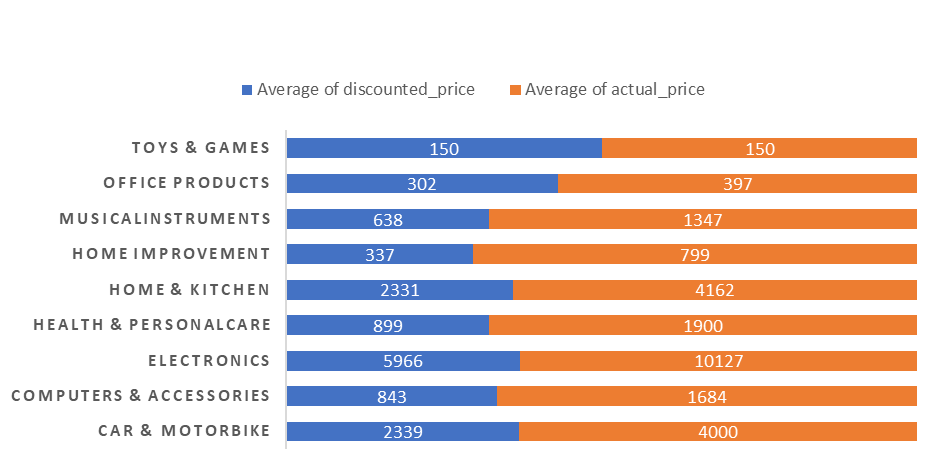 Average of discounted_price Average of actual_price
TOYS & GAMES 150 150
OFFICE PRODUCTS 302 397
MUSICALINSTRUMENTS 638 1347
HOME IMPROVEMENT 337 799
HOME & KITCHEN 2331 4162
HEALTH & PERSONALCARE 899 1900
ELECTRONICS 5966 10127
COMPUTERS & ACCESSORIES 843 1684
CAR & MOTORBIKE 2339 4000